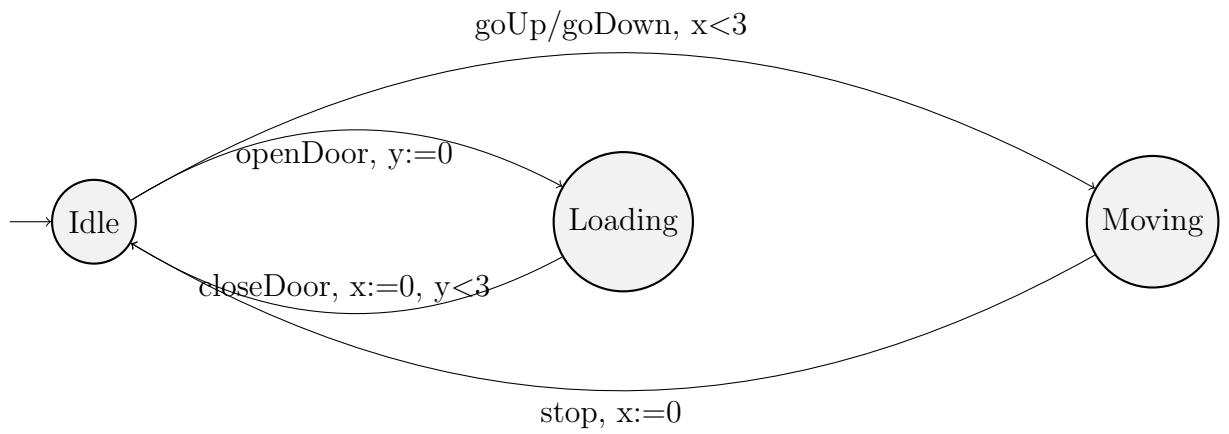 goUp/goDown, x<3
openDoor, y:=0
Idle
Loading
Moving
closeDoor, x:=0, y<3
stop, x:=0